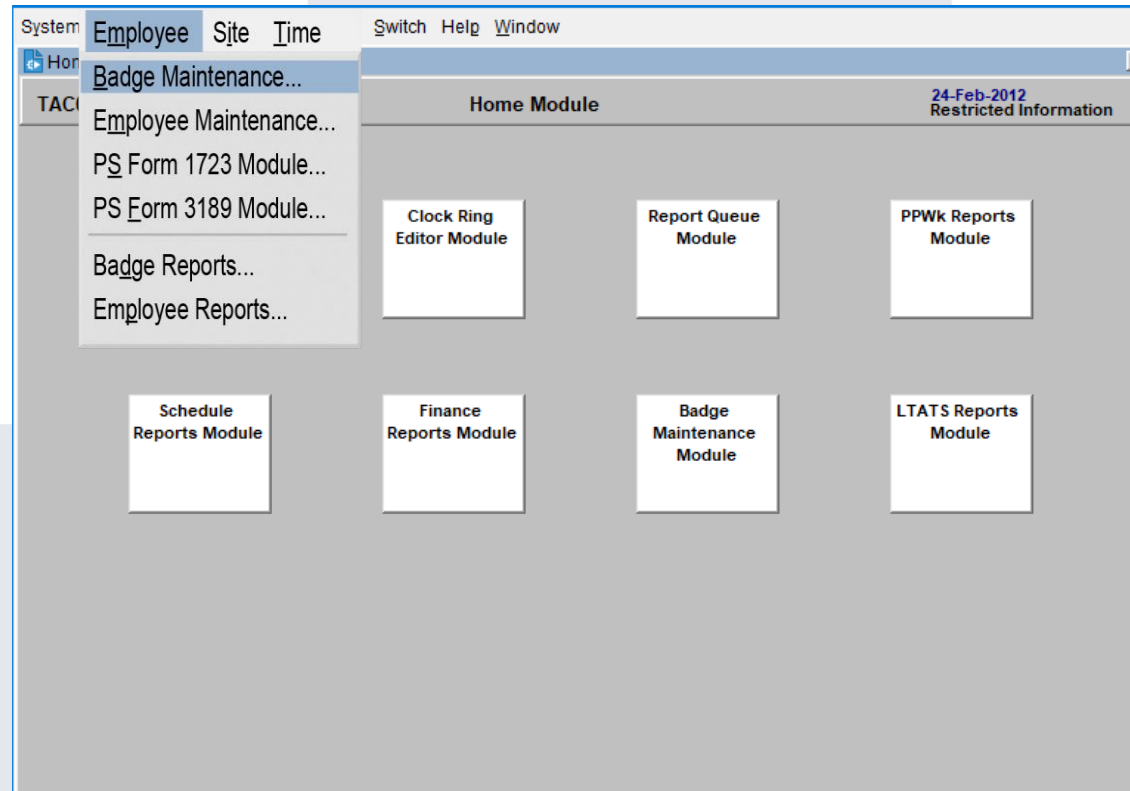 System Employee Site Time Switch Help Window
Badge Maintenance...
TAC Home Module 24-Feb-2012
Restricted Information
Employee Maintenance...
PS Form 1723 Module...
PS Form 3189 Module...
Badge Reports...
Employee Reports...
Clock Ring
Editor Module
Report Queue
Module
PPWk Reports
Module
Schedule
Reports Module
Finance
Reports Module
Badge
Maintenance
Module
LTATS Reports
Module